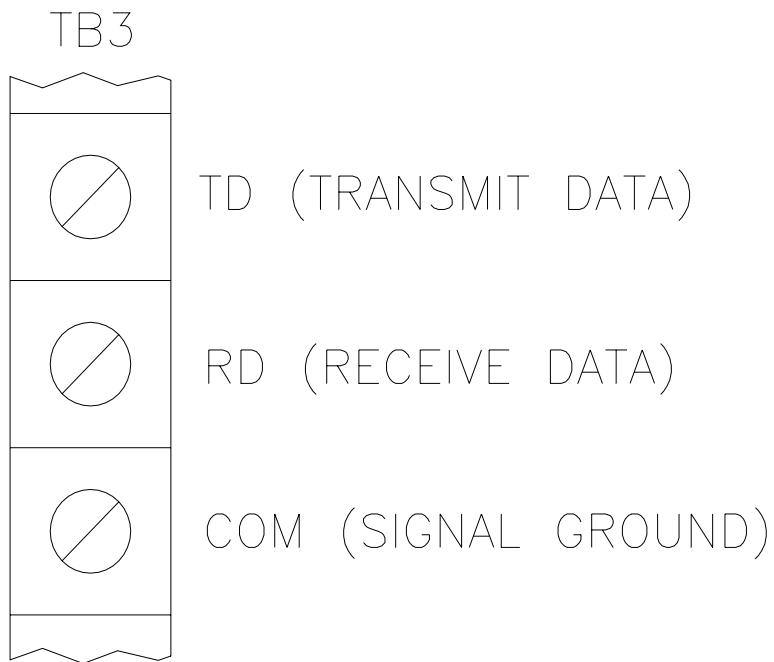 TB3
TD (TRANSMIT DATA)
RD (RECEIVE DATA)
COM (SIGNAL GROUND)